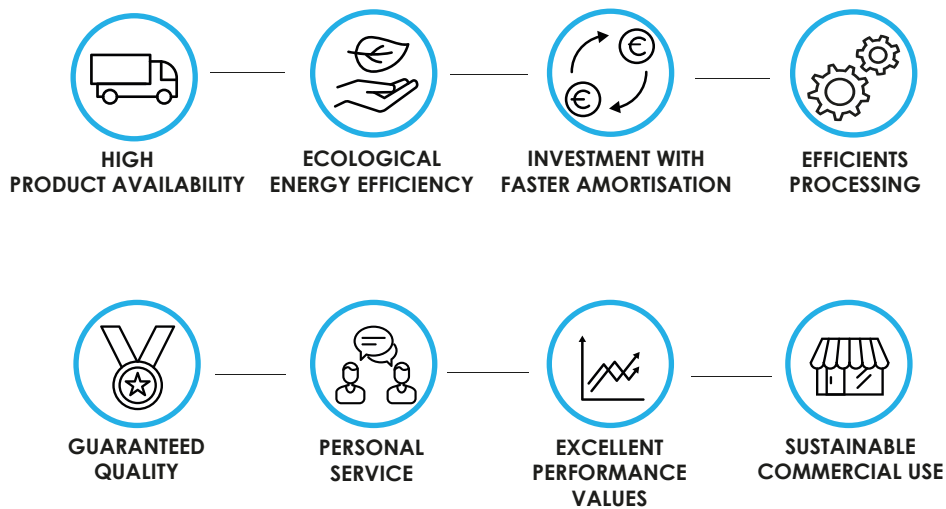 HIGH
PRODUCT AVAILABILITY
ECOLOGICAL
ENERGY EFFICIENCY
€
€
INVESTMENT WITH
FASTER AMORTISATION
EFFICIENTS
PROCESSING
GUARANTEED
QUALITY
PERSONAL
SERVICE
EXCELLENT
PERFORMANCE
VALUES
SUSTAINABLE
COMMERCIAL USE